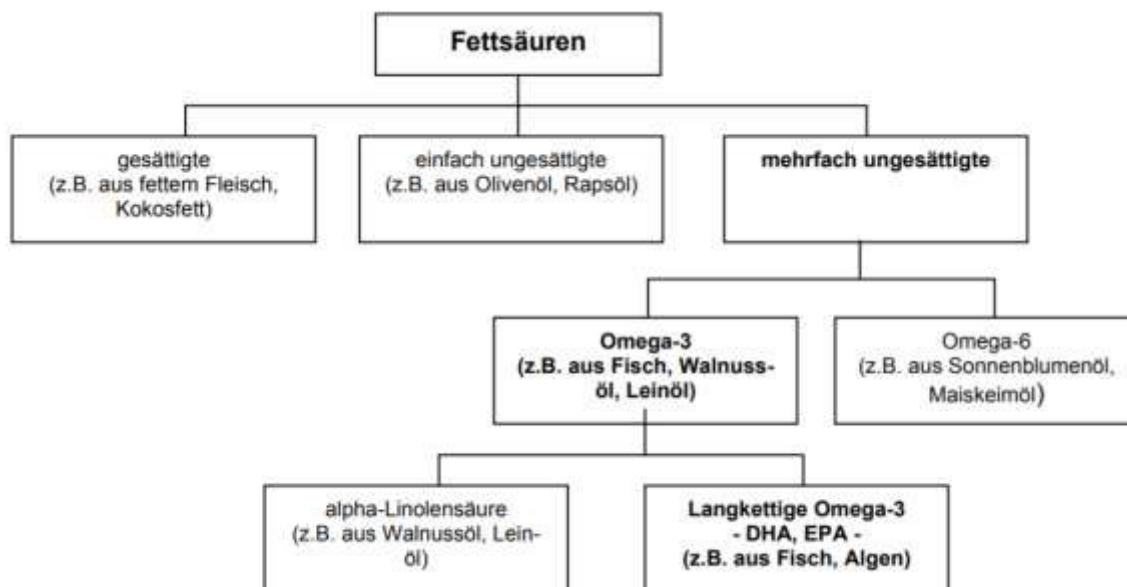 Fettsäuren
gesättigte
(z.B. aus fettem Fleisch,
Kokosfett)
einfach ungesättigte
(z.B. aus Olivenöl, Rapsöl)
mehrfach ungesättigte
Omega-3
(z.B. aus Fisch, Walnuss-
öl, Leinöl)
Omega-6
(z.B. aus Sonnenblumenöl,
Maiskeimöl)
alpha-Linolensäure
(z.B. aus Walnussöl, Lein-
öl)
Langkettige Omega-3
- DHA, EPA -
(z.B. aus Fisch, Algen)